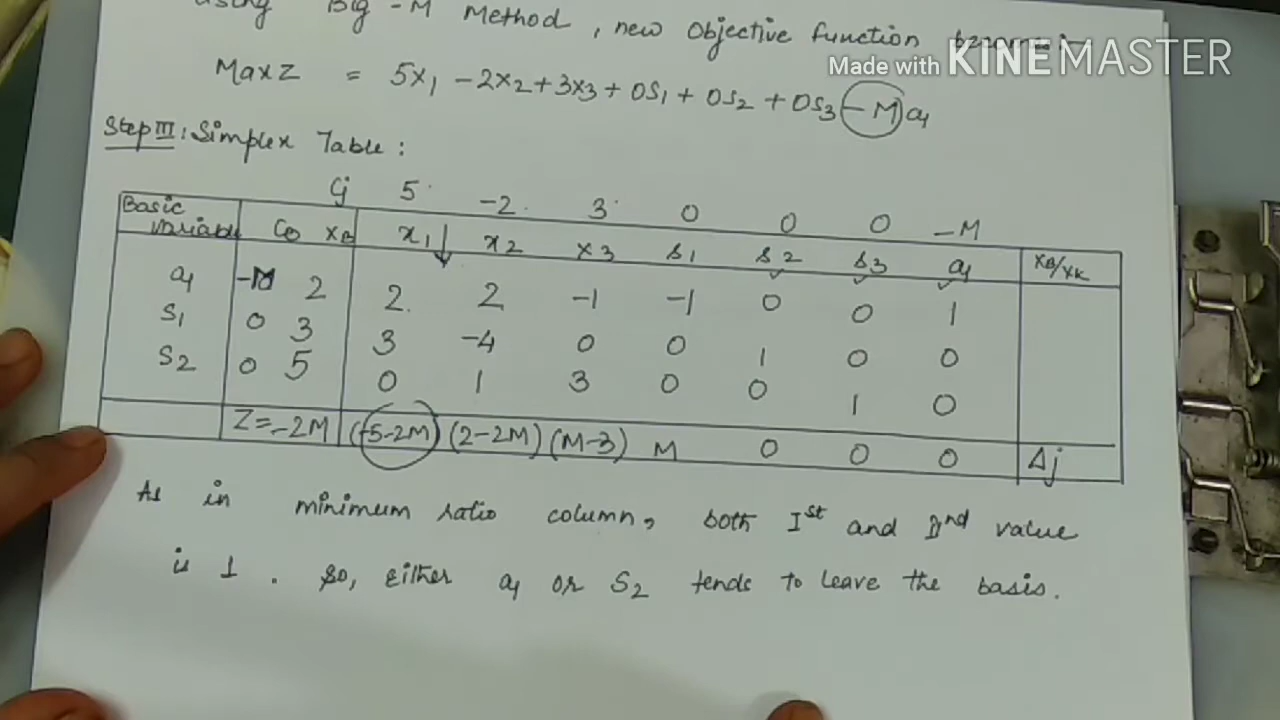 Using Big-M Method, new Objective function
Made with KINEMASTER
Max Z = 5x1 - 2x2 + 3x3 + 0s1 + 0s2 + 0s3 - M a1
Step III: Simplex Table:
Cj 5 -2 3 0 0 0 -M
Basic variable CB XB x1 ↓ x2 x3 s1 s2 s3 a1 XB/XK
a1 -M 2 2 2 -1 -1 0 0 1
S1 0 3 3 -4 0 0 1 0 0
S2 0 5 0 1 3 0 0 1 0
Z=-2M (-5-2M) (2-2M) (M-3) M 0 0 0 Δj
As in minimum ratio column, both Ist and IInd value
is 1. So, either a1 or S2 tends to leave the basis.